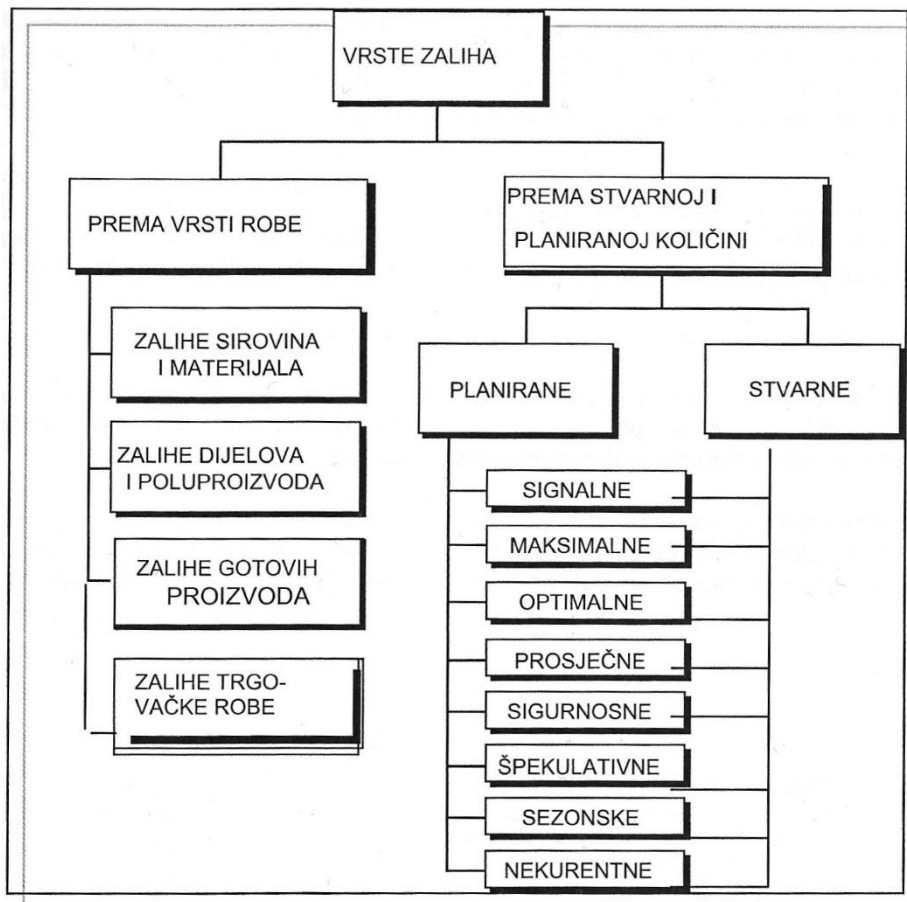 VRSTE ZALIHA
PREMA VRSTI ROBE
PREMA STVARNOJ I
PLANIRANOJ KOLIČINI
ZALIHE SIROVINA
I MATERIJALA
ZALIHE DIJELOVA
I POLUPROIZVODA
ZALIHE GOTOVIH
PROIZVODA
ZALIHE TRGO-
VAČKE ROBE
PLANIRANE
STVARNE
SIGNALNE
MAKSIMALNE
OPTIMALNE
PROSJEČNE
SIGURNOSNE
ŠPEKULATIVNE
SEZONSKE
NEKURENTNE